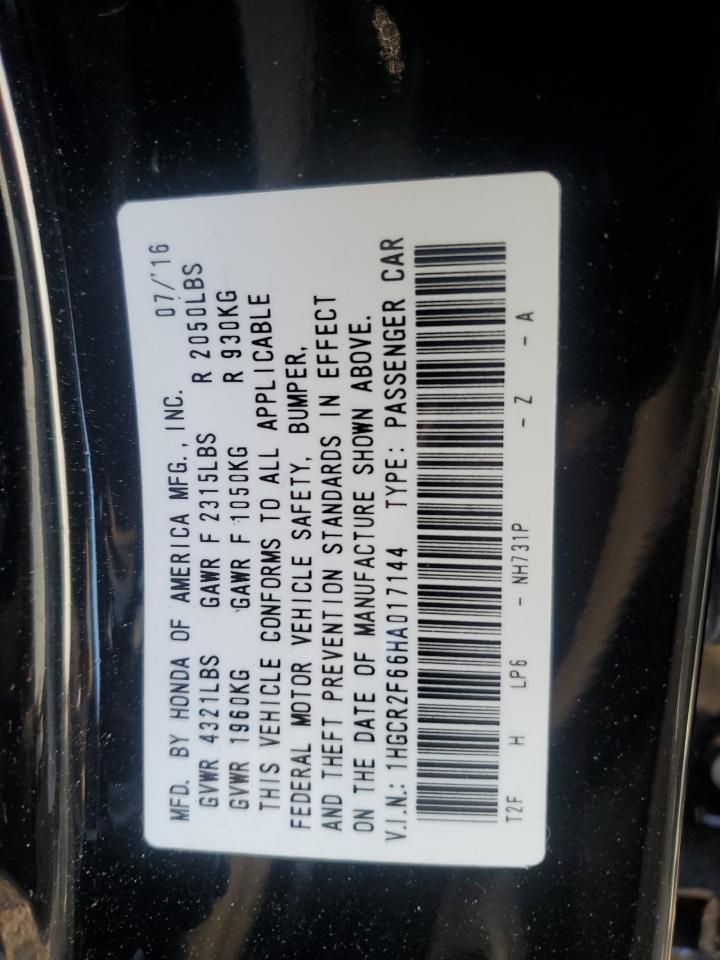 MFD. BY HONDA OF AMERICA MFG., INC. 07/'16
GVWR 4321LBS GAWR F 2315LBS R 2050LBS
GVWR 1960KG GAWR F 1050KG R 930KG
THIS VEHICLE CONFORMS TO ALL APPLICABLE
FEDERAL MOTOR VEHICLE SAFETY, BUMPER,
AND THEFT PREVENTION STANDARDS IN EFFECT
ON THE DATE OF MANUFACTURE SHOWN ABOVE.
V.I.N.: 1HGCR2F66HA017144 TYPE: PASSENGER CAR
T2F H LP6 - NH731P - Z - A